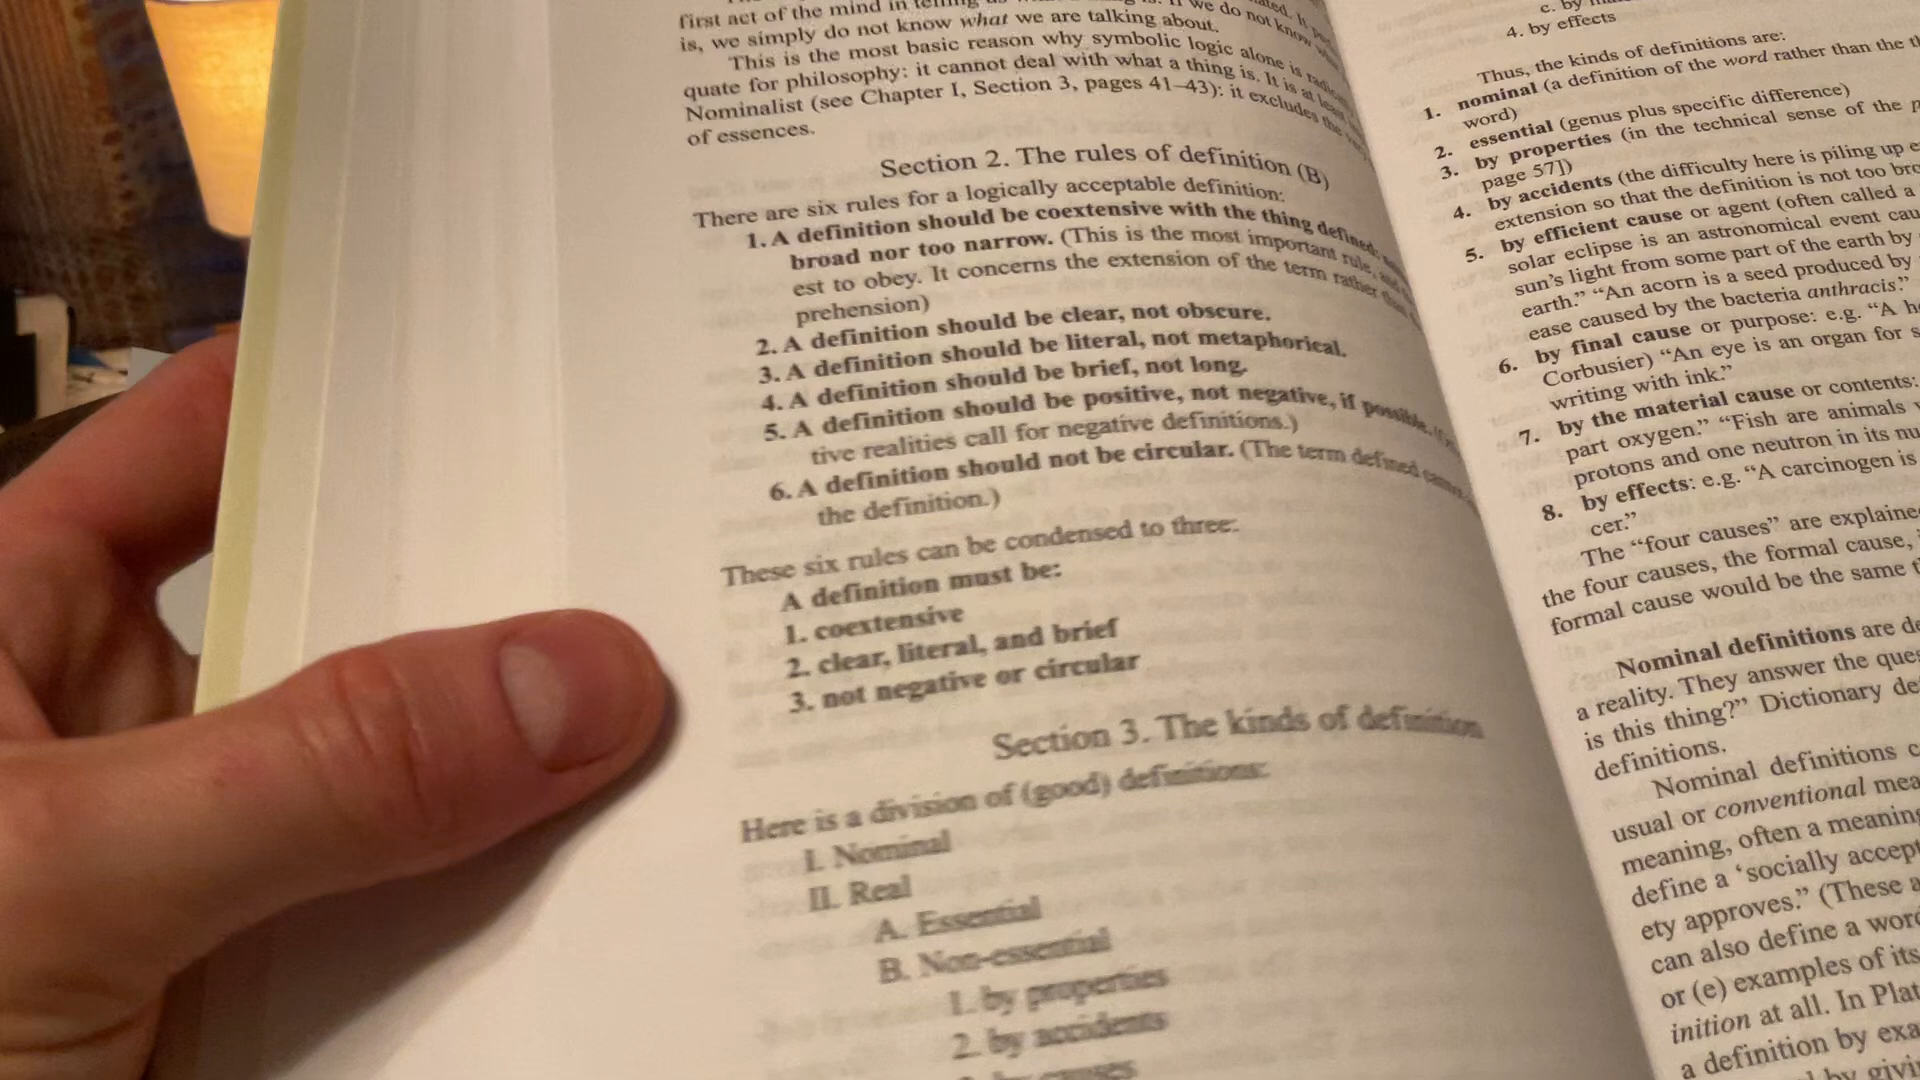 first act of the mind in telling us
is, we simply do not know what we are talking about. If we do not know what
This is the most basic reason why symbolic logic alone is
quate for philosophy: it cannot deal with what a thing is. It is at least
Nominalist (see Chapter I, Section 3, pages 41–43): it excludes the
of essences.
Section 2. The rules of definition (B)
There are six rules for a logically acceptable definition:
1. A definition should be coextensive with the thing defined:
broad nor too narrow. (This is the most important rule, and
est to obey. It concerns the extension of the term rather than
prehension)
2. A definition should be clear, not obscure.
3. A definition should be literal, not metaphorical.
4. A definition should be brief, not long.
5. A definition should be positive, not negative, if possible.
tive realities call for negative definitions.)
6. A definition should not be circular. (The term defined
the definition.)
These six rules can be condensed to three:
A definition must be:
1. coextensive
2. clear, literal, and brief
3. not negative or circular
Section 3. The kinds of definition
Here is a division of (good) definitions:
I. Nominal
II. Real
A. Essential
B. Non-essential
1. by properties
2. by accidents
c. by
4. by effects
Thus, the kinds of definitions are:
1. nominal (a definition of the word rather than the
word)
2. essential (genus plus specific difference)
3. by properties (in the technical sense of the
page 57])
4. by accidents (the difficulty here is piling up
extension so that the definition is not too
5. by efficient cause or agent (often called a
solar eclipse is an astronomical event
sun's light from some part of the earth by
earth.” “An acorn is a seed produced by
ease caused by the bacteria anthracis.”
6. by final cause or purpose: e.g. “A
Corbusier) “An eye is an organ for
writing with ink.”
7. by the material cause or contents:
part oxygen.” “Fish are animals
protons and one neutron in its
8. by effects: e.g. “A carcinogen is
cer.”
The “four causes” are
the four causes, the formal cause,
formal cause would be the same
Nominal definitions are
a reality. They answer the
is this thing?” Dictionary
definitions.
Nominal definitions
usual or conventional
meaning, often a meaning
define a ‘socially
ety approves.” (These
can also define a
or (e) examples of its
inition at all. In
a definition by
by